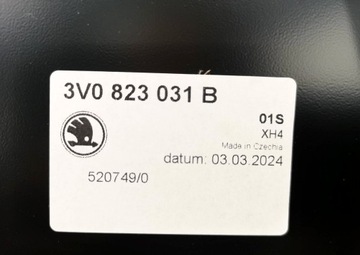 3V0 823 031 B
01S
XH4
Made in Czechia
datum: 03.03.2024
520749/0